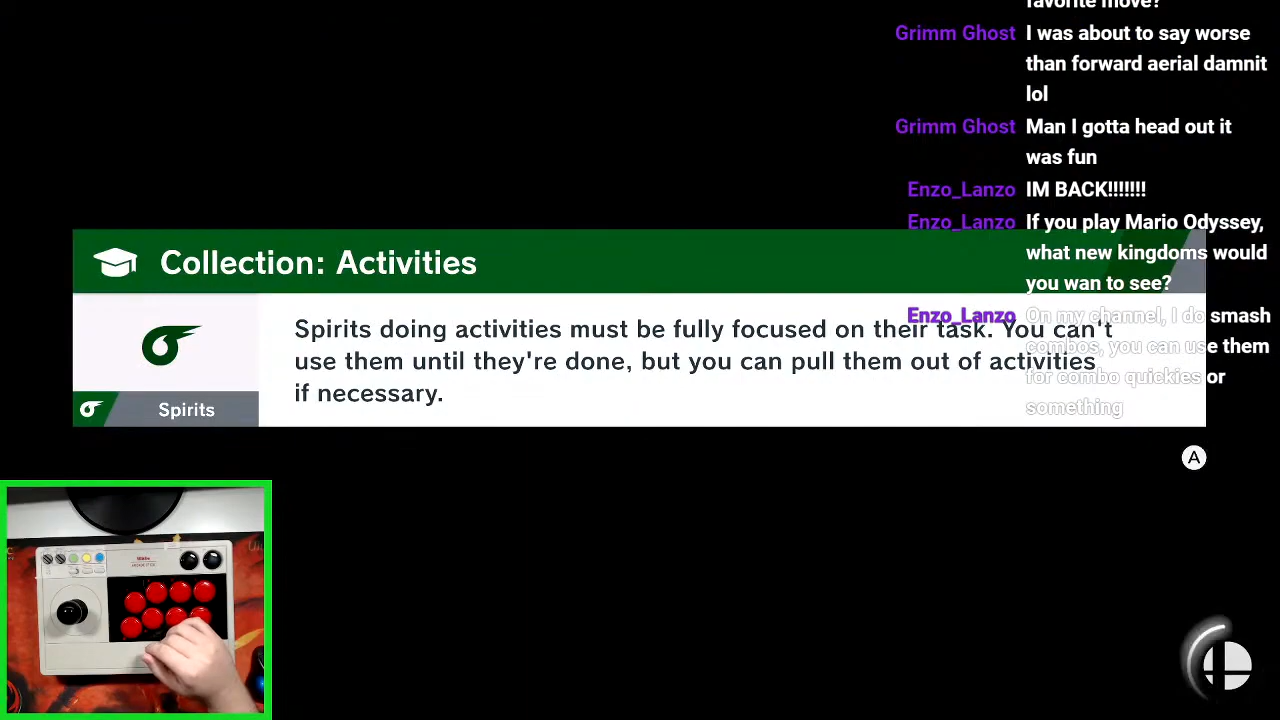 favorite move?
Grimm Ghost I was about to say worse
than forward aerial damnit
lol
Grimm Ghost Man I gotta head out it
was fun
Enzo_Lanzo IM BACK!!!!!!!
Enzo_Lanzo If you play Mario Odyssey,
what new kingdoms would
you wan to see?
Enzo_Lanzo On my channel, I do smash
combos, you can use them
for combo quickies or
something
Collection: Activities
Spirits doing activities must be fully focused on their task. You can't
use them until they're done, but you can pull them out of activities
if necessary.
Spirits
A